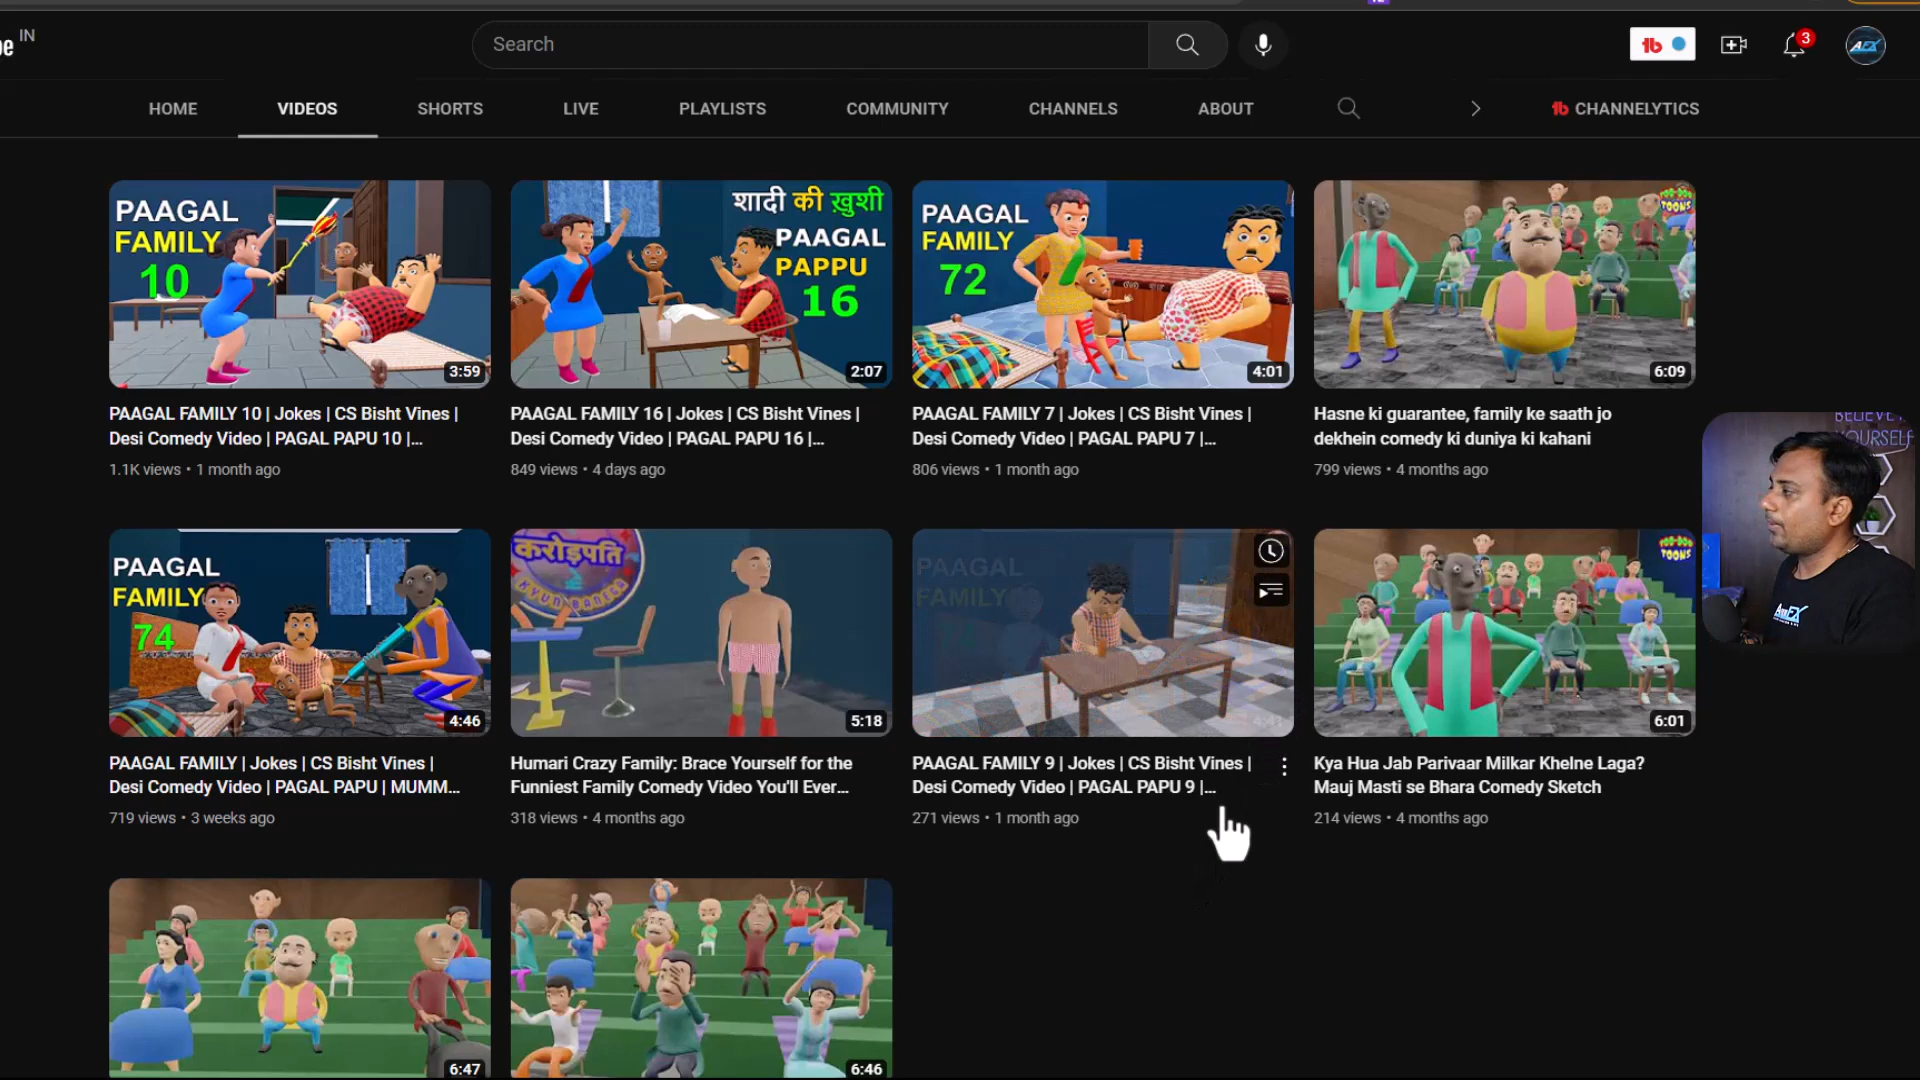 IN
Search
3
HOME
VIDEOS
SHORTS
LIVE
PLAYLISTS
COMMUNITY
CHANNELS
ABOUT
CHANNELYTICS
PAAGAL
FAMILY
10
3:59
शादी की ख़ुशी
PAAGAL
PAPPU
16
2:07
PAAGAL
FAMILY
72
4:01
TOONS
6:09
PAAGAL FAMILY 10 | Jokes | CS Bisht Vines |
Desi Comedy Video | PAGAL PAPU 10 |...
1.1K views • 1 month ago
PAAGAL FAMILY 16 | Jokes | CS Bisht Vines |
Desi Comedy Video | PAGAL PAPU 16 |...
849 views • 4 days ago
PAAGAL FAMILY 7 | Jokes | CS Bisht Vines |
Desi Comedy Video | PAGAL PAPU 7 |...
806 views • 1 month ago
Hasne ki guarantee, family ke saath jo
dekhein comedy ki duniya ki kahani
799 views • 4 months ago
BELIEVE
YOURSELF
PAAGAL
FAMILY
74
4:46
करोड़पति
5:18
PAAGAL
FAMILY
TOONS
6:01
PAAGAL FAMILY | Jokes | CS Bisht Vines |
Desi Comedy Video | PAGAL PAPU | MUMM...
719 views • 3 weeks ago
Humari Crazy Family: Brace Yourself for the
Funniest Family Comedy Video You'll Ever...
318 views • 4 months ago
PAAGAL FAMILY 9 | Jokes | CS Bisht Vines |
Desi Comedy Video | PAGAL PAPU 9 |...
271 views • 1 month ago
Kya Hua Jab Parivaar Milkar Khelne Laga?
Mauj Masti se Bhara Comedy Sketch
214 views • 4 months ago
6:47
6:46